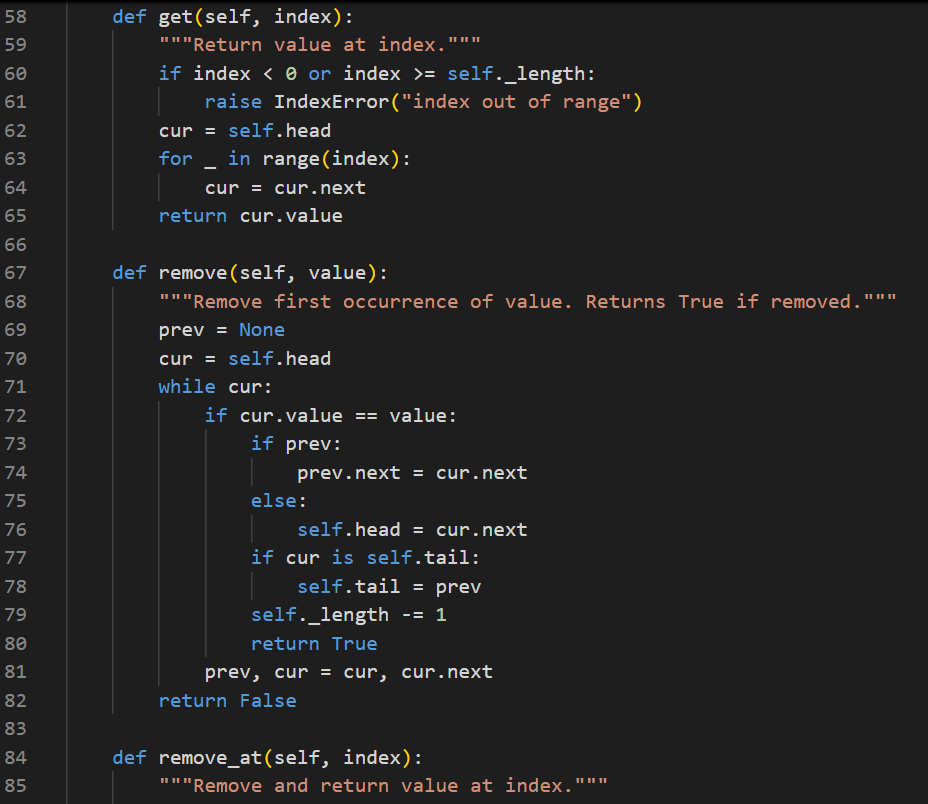 58 def get(self, index):
59 """Return value at index."""
60 if index < 0 or index >= self._length:
61 raise IndexError("index out of range")
62 cur = self.head
63 for _ in range(index):
64 cur = cur.next
65 return cur.value
66
67 def remove(self, value):
68 """Remove first occurrence of value. Returns True if removed."""
69 prev = None
70 cur = self.head
71 while cur:
72 if cur.value == value:
73 if prev:
74 prev.next = cur.next
75 else:
76 self.head = cur.next
77 if cur is self.tail:
78 self.tail = prev
79 self._length -= 1
80 return True
81 prev, cur = cur, cur.next
82 return False
83
84 def remove_at(self, index):
85 """Remove and return value at index."""